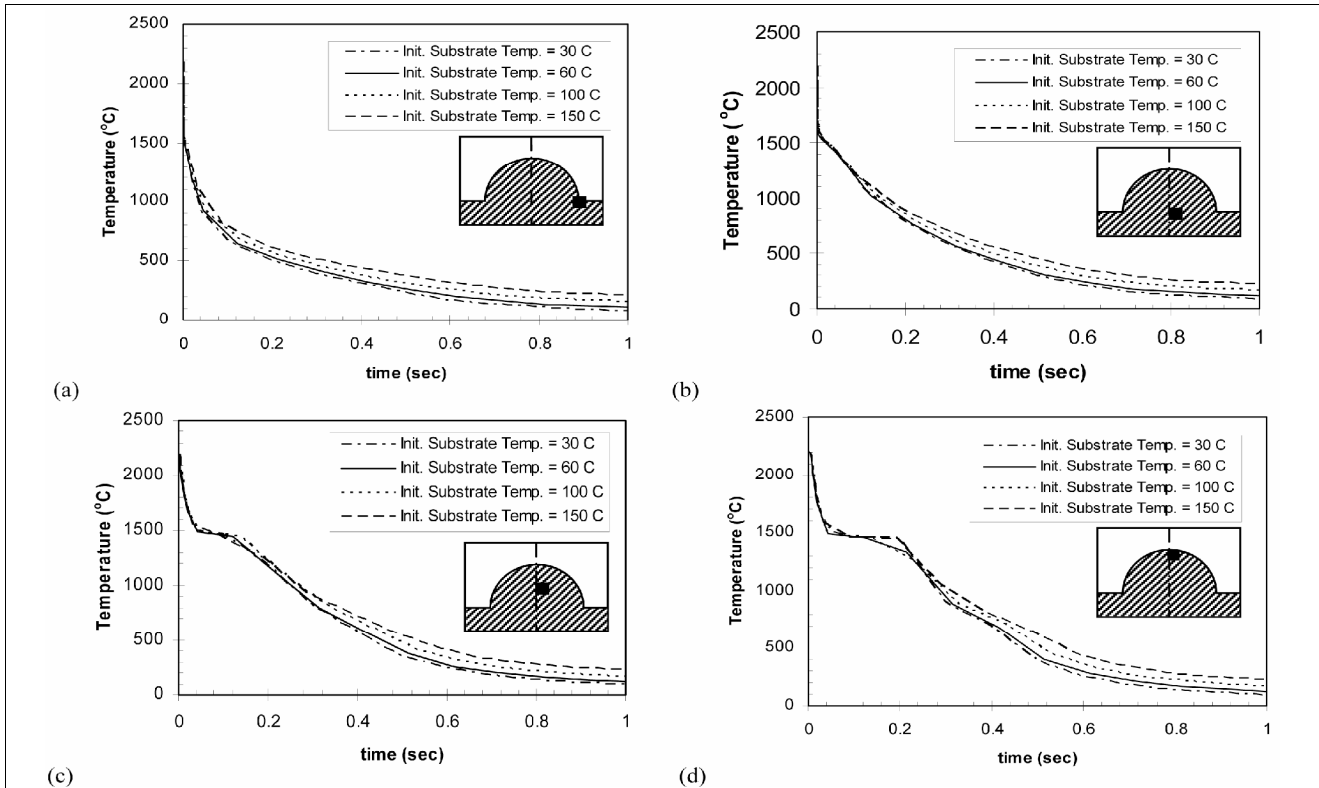 2500
2000
1500
1000
500
0
Temperature (°C)
Init. Substrate Temp. = 30 C
Init. Substrate Temp. = 60 C
Init. Substrate Temp. = 100 C
Init. Substrate Temp. = 150 C
0 0.2 0.4 0.6 0.8 1
time (sec)
(a)
2500
2000
1500
1000
500
0
Temperature ( °C)
Init. Substrate Temp. = 30 C
Init. Substrate Temp. = 60 C
Init. Substrate Temp. = 100 C
Init. Substrate Temp. = 150 C
0 0.2 0.4 0.6 0.8 1
time (sec)
(b)
2500
2000
1500
1000
500
0
Temperature (°C)
Init. Substrate Temp. = 30 C
Init. Substrate Temp. = 60 C
Init. Substrate Temp. = 100 C
Init. Substrate Temp. = 150 C
0 0.2 0.4 0.6 0.8 1
time (sec)
(c)
2500
2000
1500
1000
500
0
Temperature (°C)
Init. Substrate Temp. = 30 C
Init. Substrate Temp. = 60 C
Init. Substrate Temp. = 100 C
Init. Substrate Temp. = 150 C
0 0.2 0.4 0.6 0.8 1
time (sec)
(d)